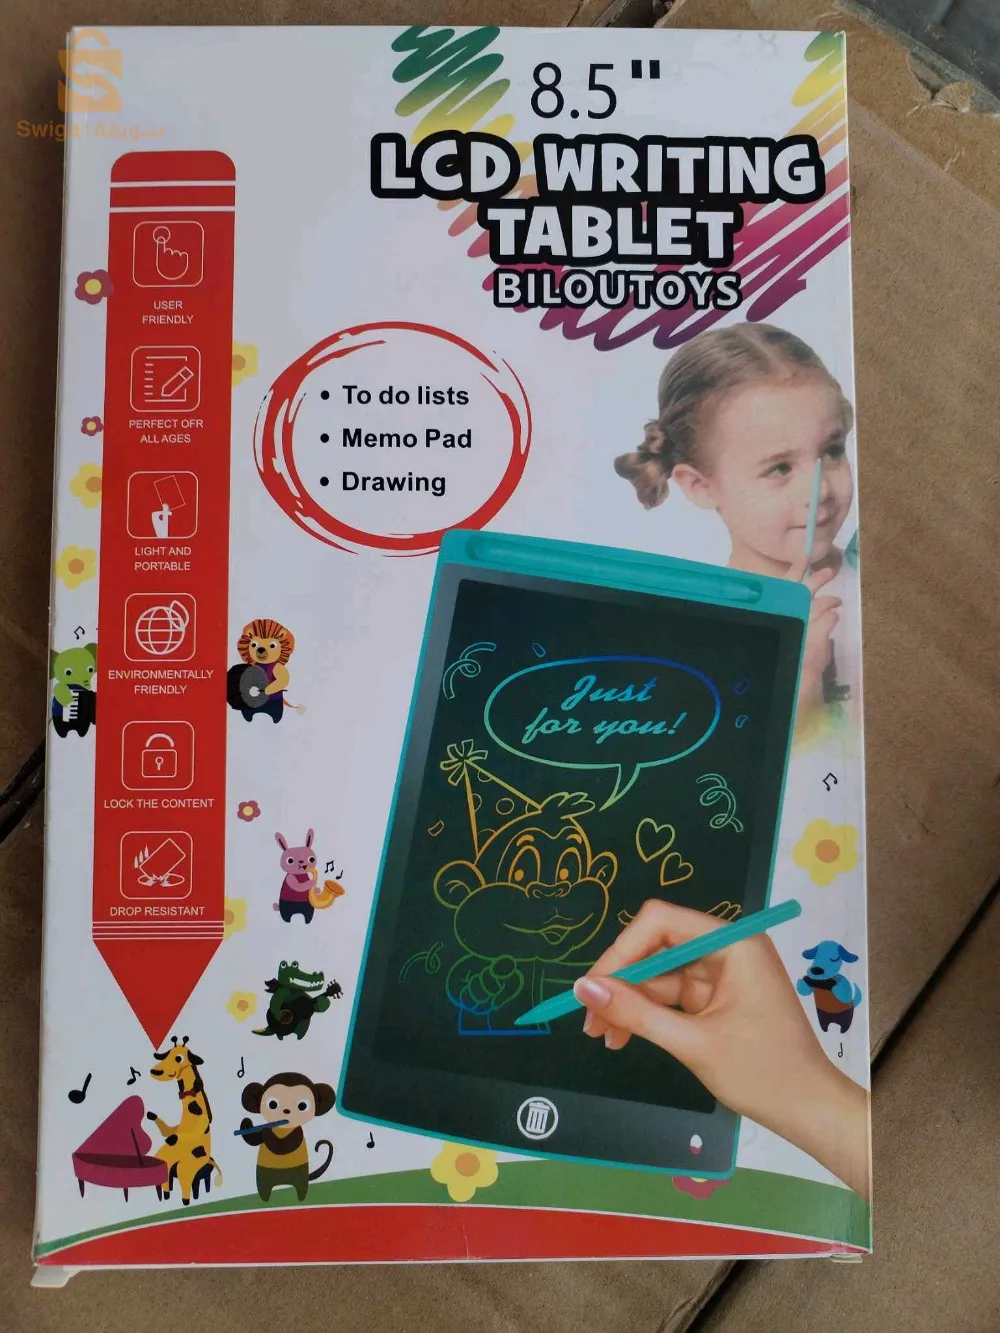 Swiga سويقة
8.5"
LCD WRITING
TABLET
BILOUTOYS
USER
FRIENDLY
PERFECT OFR
ALL AGES
LIGHT AND
PORTABLE
ENVIRONMENTALLY
FRIENDLY
LOCK THE CONTENT
DROP RESISTANT
• To do lists
• Memo Pad
• Drawing
Just
for you!